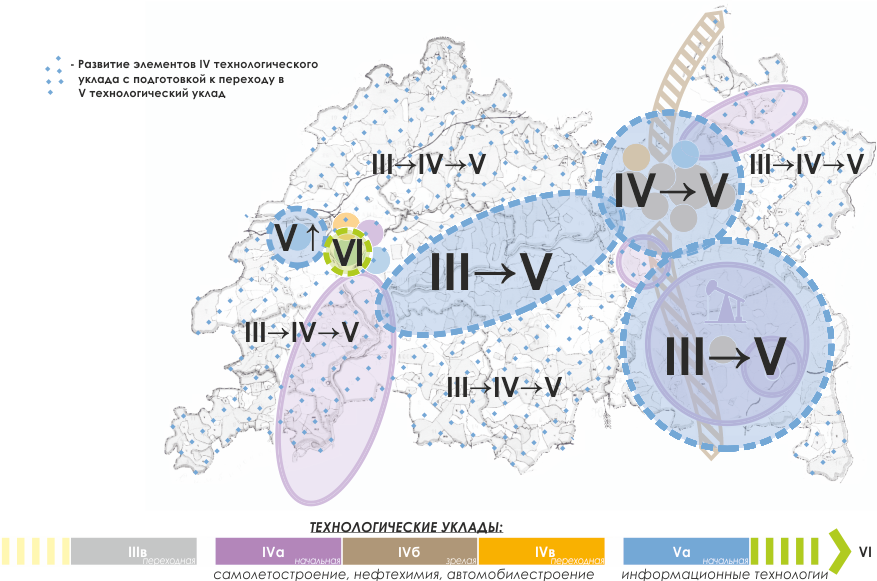 - Развитие элементов IV технологического
уклада с подготовкой к переходу в
V технологический уклад
III→IV→V
III→IV→V
IV→V
V↑
VI
III→V
III→IV→V
III→V
III→IV→V
ТЕХНОЛОГИЧЕСКИЕ УКЛАДЫ:
IIIв переходная
IVа начальная
IVб зрелая
IVв переходная
Vа начальная
VI
самолетостроение, нефтехимия, автомобилестроение
информационные технологии